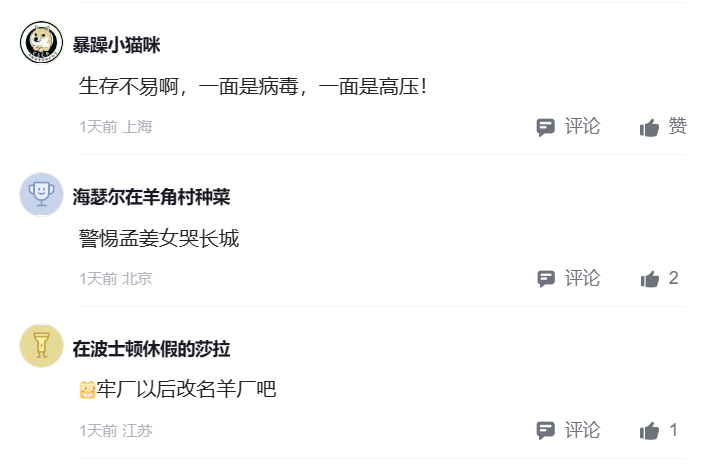 暴躁小猫咪
生存不易啊，一面是病毒，一面是高压！
1天前 上海 评论 赞
海瑟尔在羊角村种菜
警惕孟姜女哭长城
1天前 北京 评论 2
在波士顿休假的莎拉
牢厂以后改名羊厂吧
1天前 江苏 评论 1